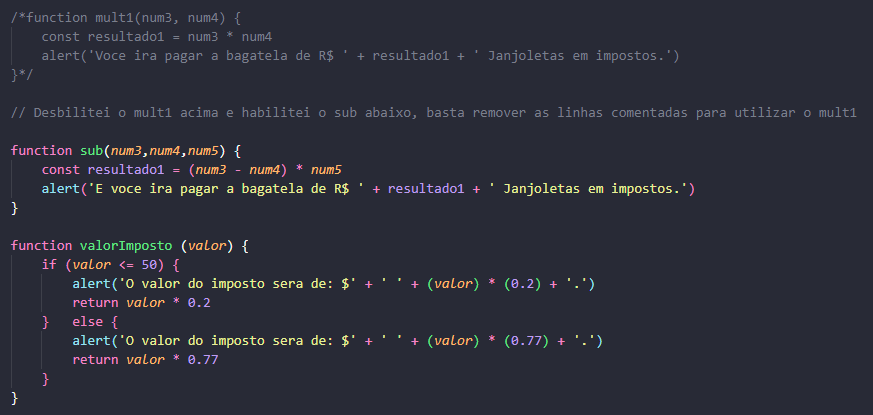 /*function mult1(num3, num4) {
    const resultado1 = num3 * num4
    alert('Voce ira pagar a bagatela de R$ ' + resultado1 + ' Janjoletas em impostos.')
}*/
// Desbilitei o mult1 acima e habilitei o sub abaixo, basta remover as linhas comentadas para utilizar o mult1
function sub(num3,num4,num5) {
    const resultado1 = (num3 - num4) * num5
    alert('E voce ira pagar a bagatela de R$ ' + resultado1 + ' Janjoletas em impostos.')
}
function valorImposto (valor) {
    if (valor <= 50) {
        alert('O valor do imposto sera de: $' + ' ' + (valor) * (0.2) + '.')
        return valor * 0.2
    }   else {
        alert('O valor do imposto sera de: $' + ' ' + (valor) * (0.77) + '.')
        return valor * 0.77
    }
}